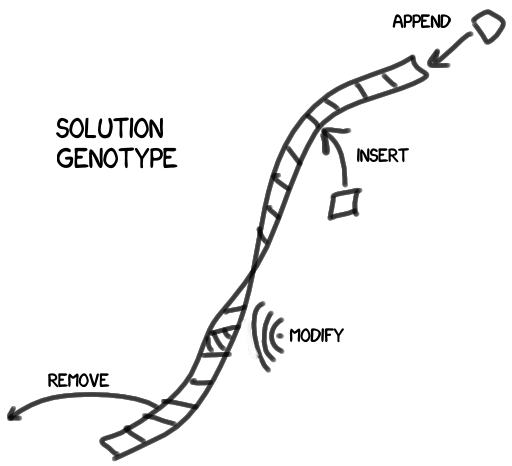 APPEND
SOLUTION
GENOTYPE
INSERT
MODIFY
REMOVE